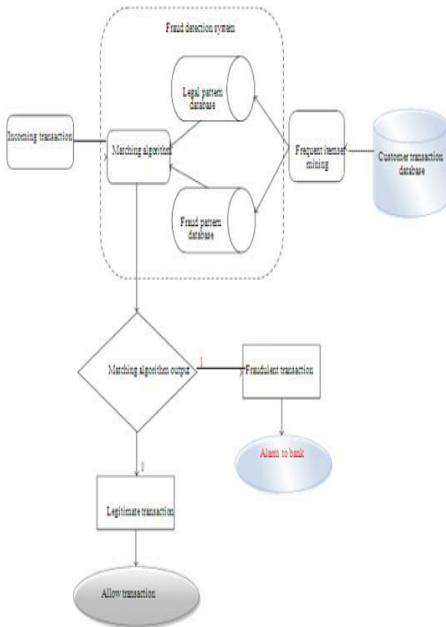 Fraud detection system
Legal pattern
database
Incoming transaction
Matching algorithm
Frequent itemset
mining
Customer transaction
database
Fraud pattern
database
Matching algorithm output
1
Fraudulent transaction
Alarm to bank
0
Legitimate transaction
Allow transaction